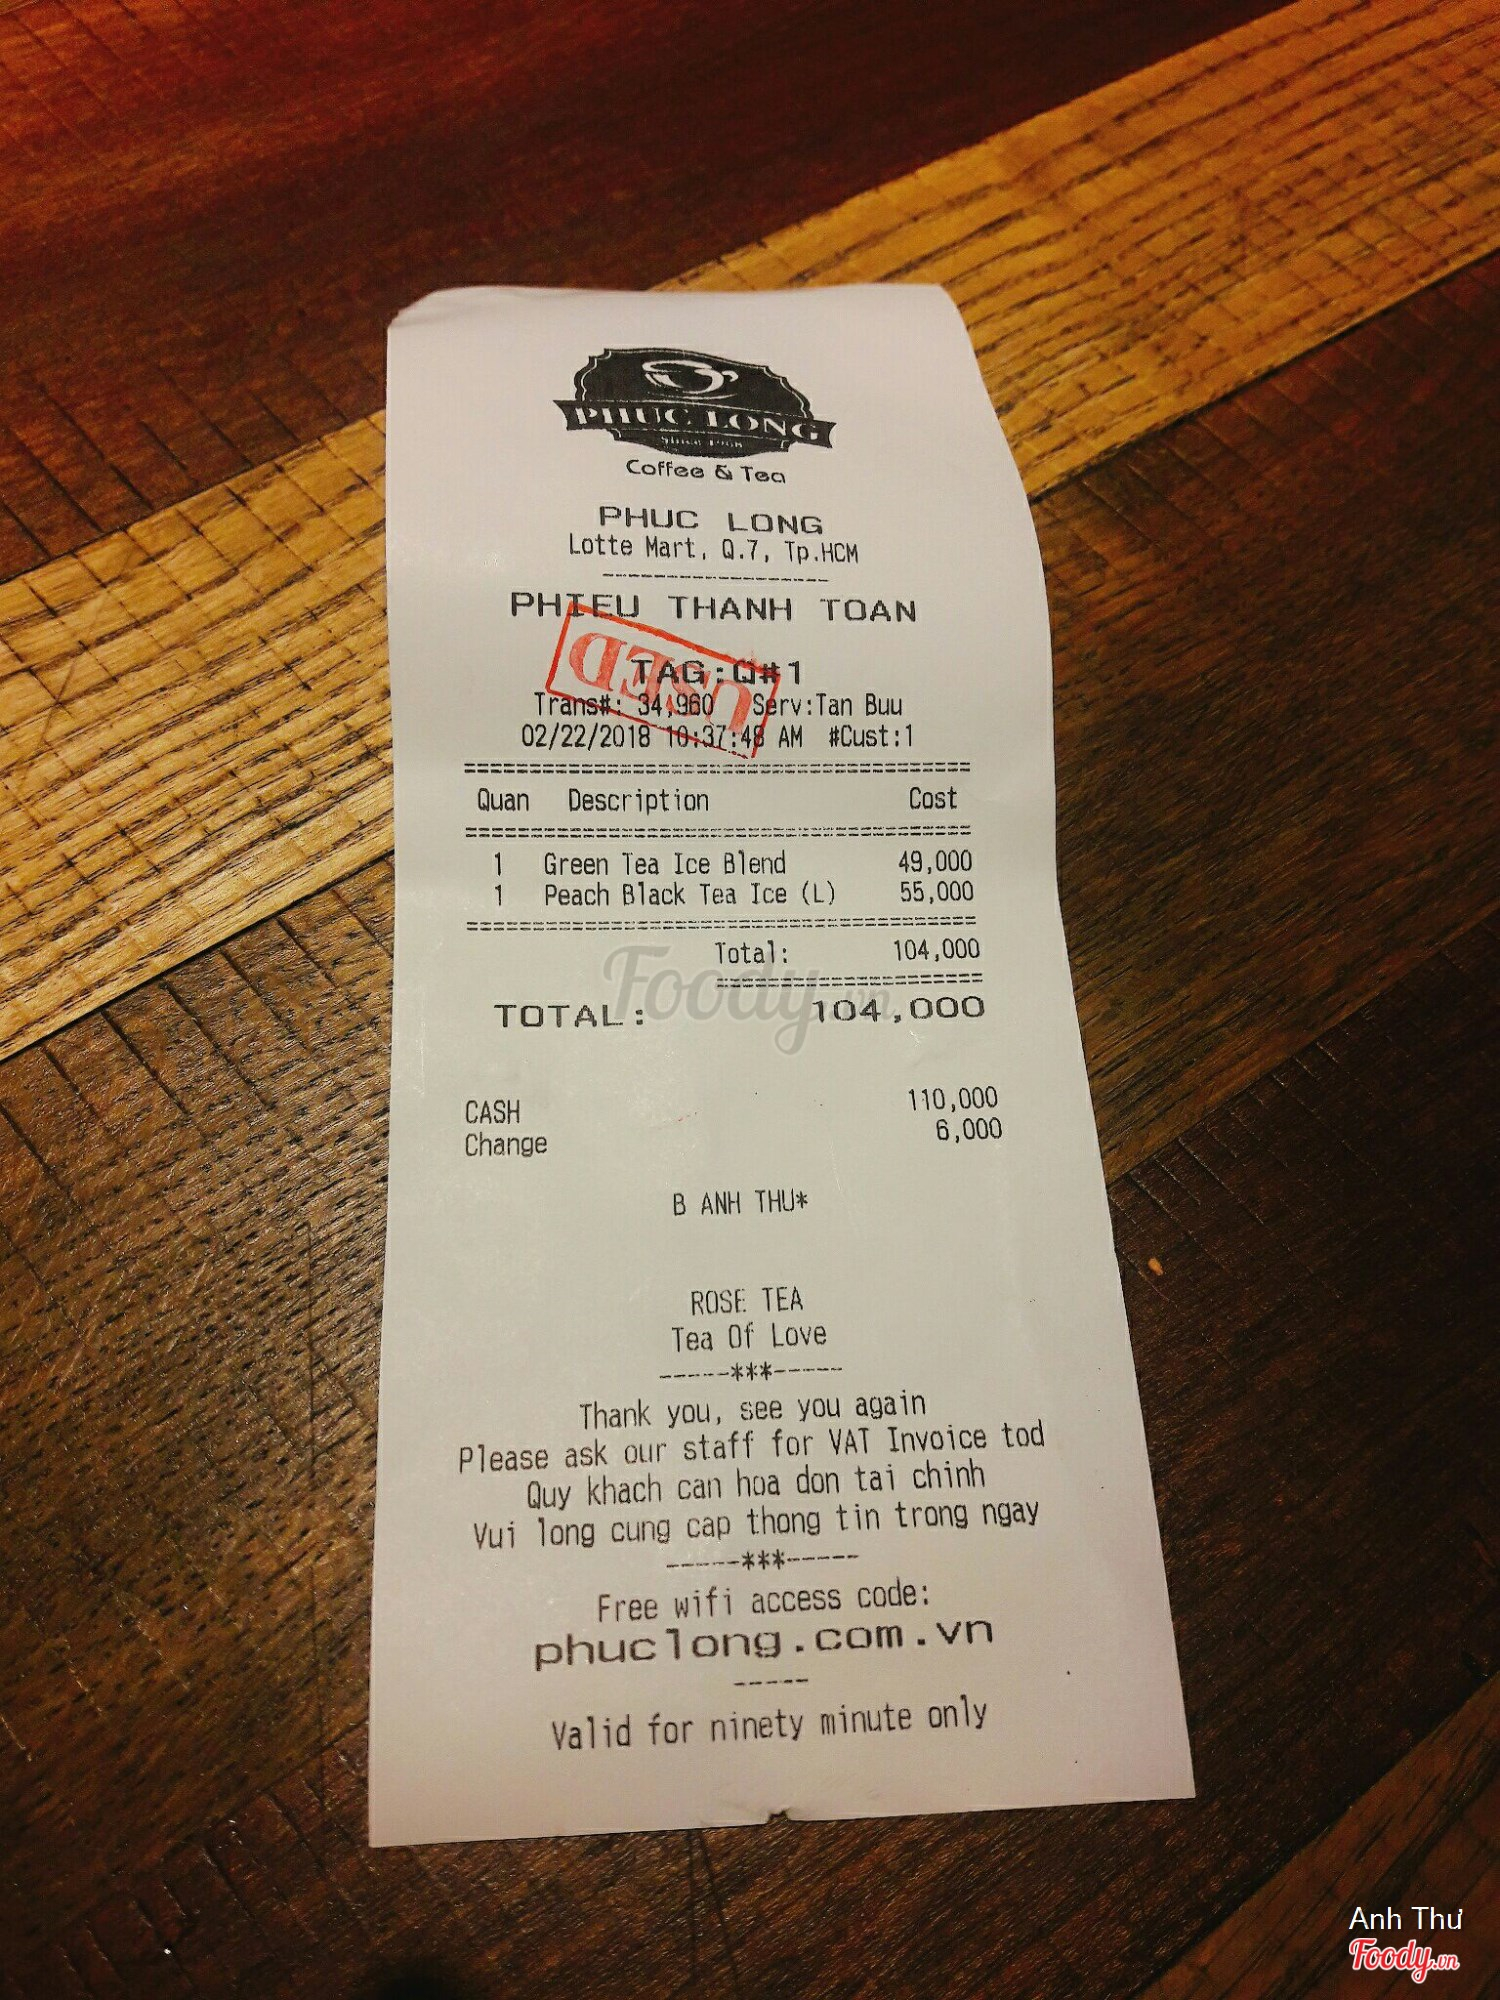 PHUC LONG
Since 1968
Coffee & Tea
PHUC LONG
Lotte Mart, Q.7, Tp.HCM
--------------------
PHIEU THANH TOAN
USED
TAG:Q#1
Trans#: 34,960 Serv:Tan Buu
02/22/2018 10:37:48 AM #Cust:1
========================================
Quan Description Cost
========================================
1 Green Tea Ice Blend 49,000
1 Peach Black Tea Ice (L) 55,000
========================================
Total: 104,000
=====================
TOTAL: 104,000
Foody.vn
CASH 110,000
Change 6,000
B ANH THU*
ROSE TEA
Tea Of Love
-----***-----
Thank you, see you again
Please ask our staff for VAT Invoice tod
Quy khach can hoa don tai chinh
Vui long cung cap thong tin trong ngay
-----***-----
Free wifi access code:
phuclong.com.vn
-----
Valid for ninety minute only
Anh Thư
Foody.vn